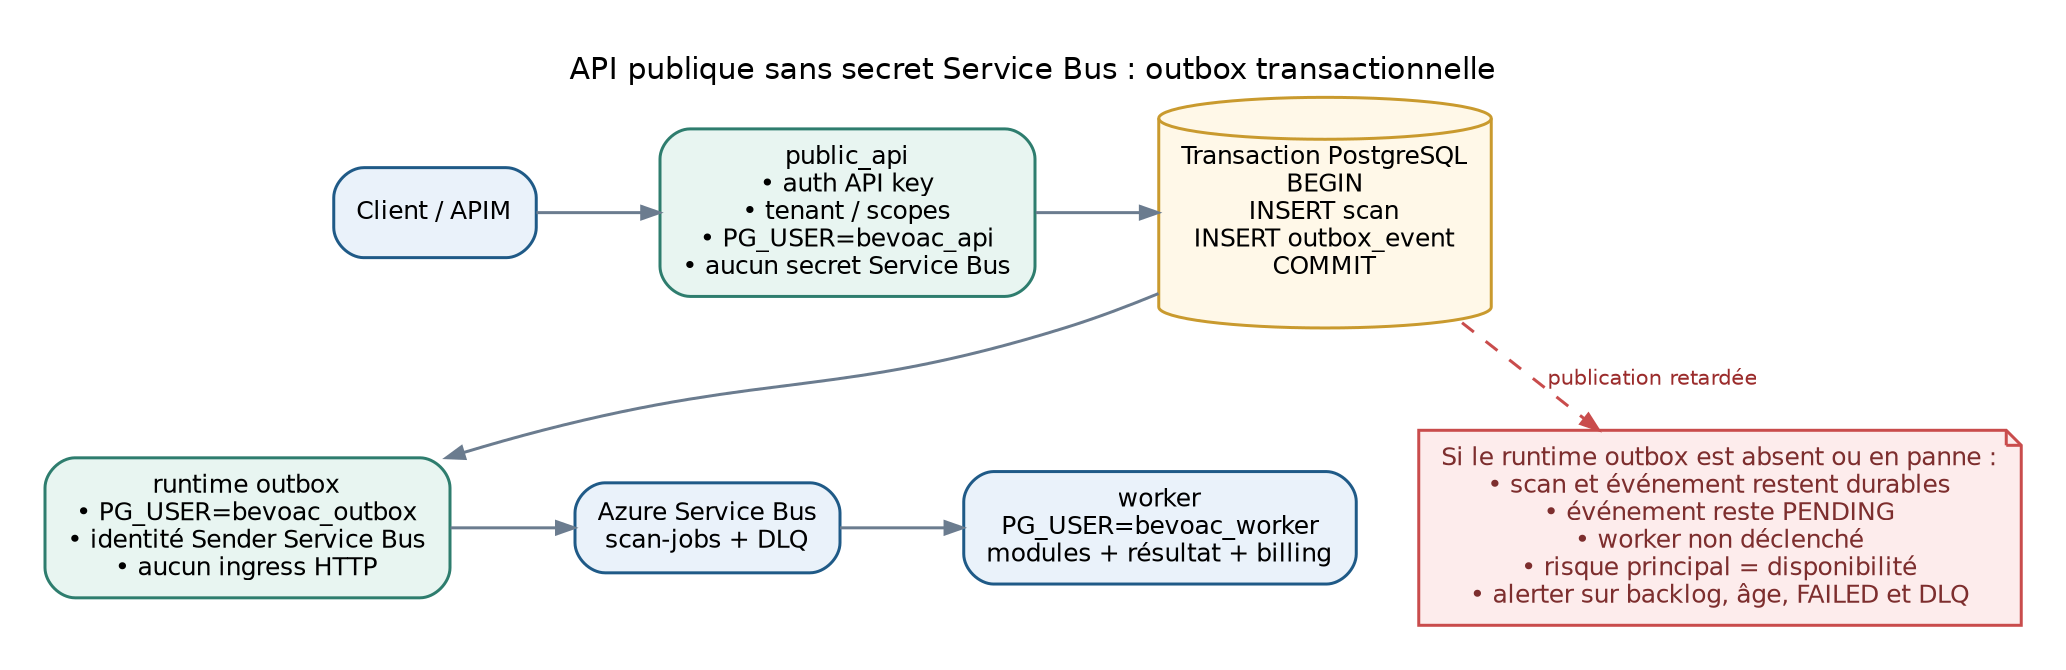 API publique sans secret Service Bus : outbox transactionnelle
Client / APIM
public_api
• auth API key
• tenant / scopes
• PG_USER=bevoac_api
• aucun secret Service Bus
Transaction PostgreSQL
BEGIN
INSERT scan
INSERT outbox_event
COMMIT
publication retardée
runtime outbox
• PG_USER=bevoac_outbox
• identité Sender Service Bus
• aucun ingress HTTP
Azure Service Bus
scan-jobs + DLQ
worker
PG_USER=bevoac_worker
modules + résultat + billing
Si le runtime outbox est absent ou en panne :
• scan et événement restent durables
• événement reste PENDING
• worker non déclenché
• risque principal = disponibilité
• alerter sur backlog, âge, FAILED et DLQ